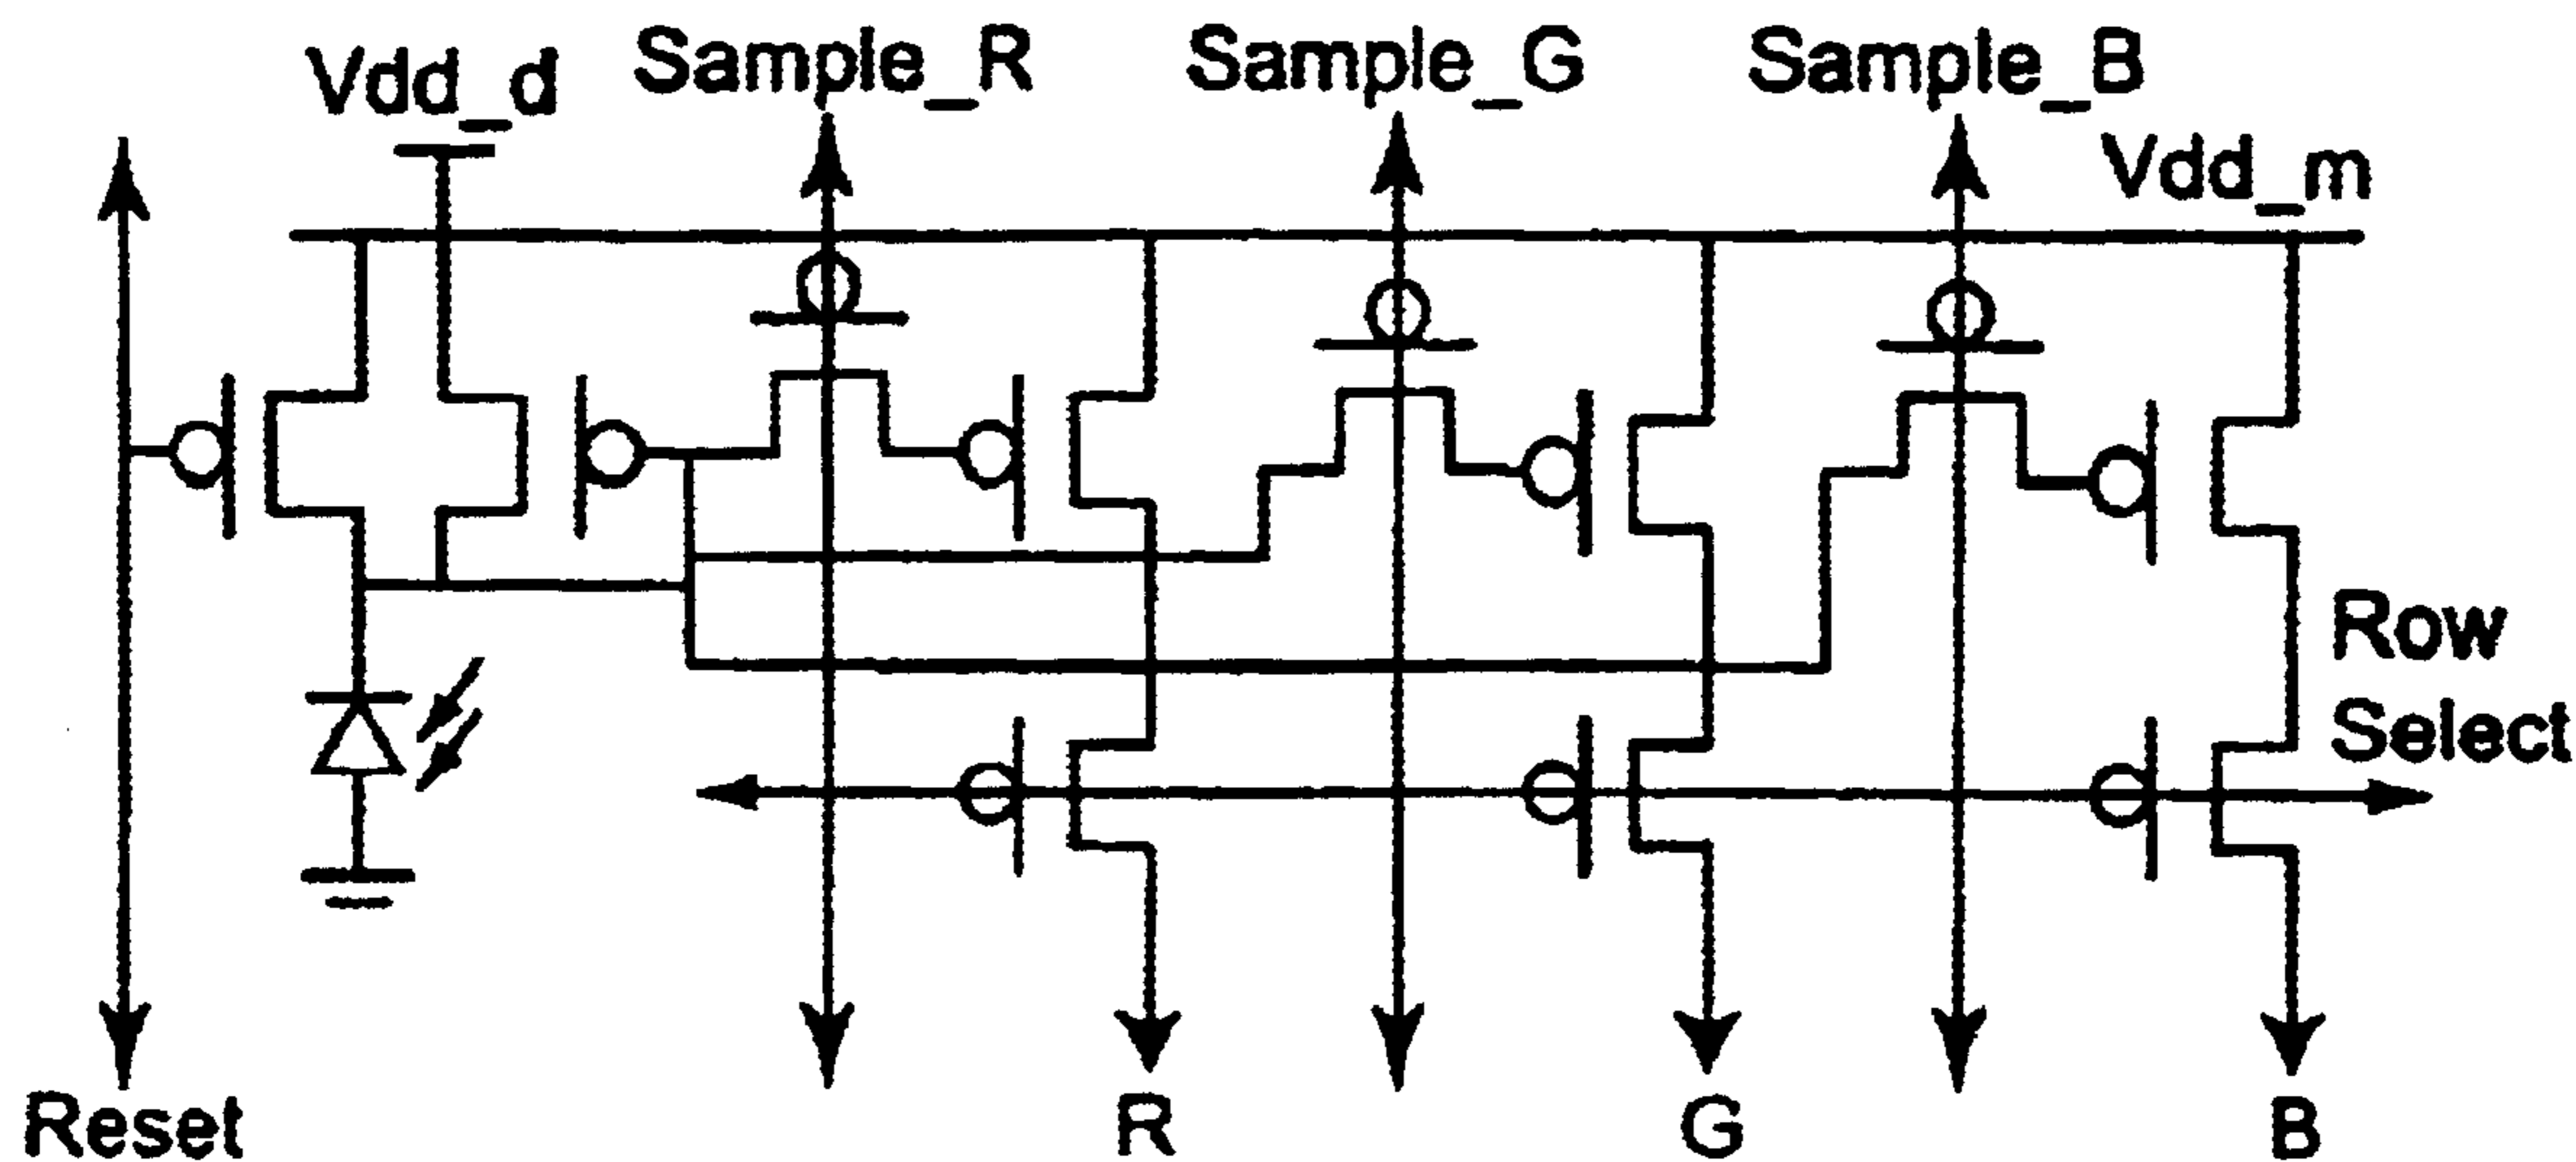 Vdd_d
Sample_R
Sample_G
Sample_B
Vdd_m
Row
Select
Reset
R
G
B